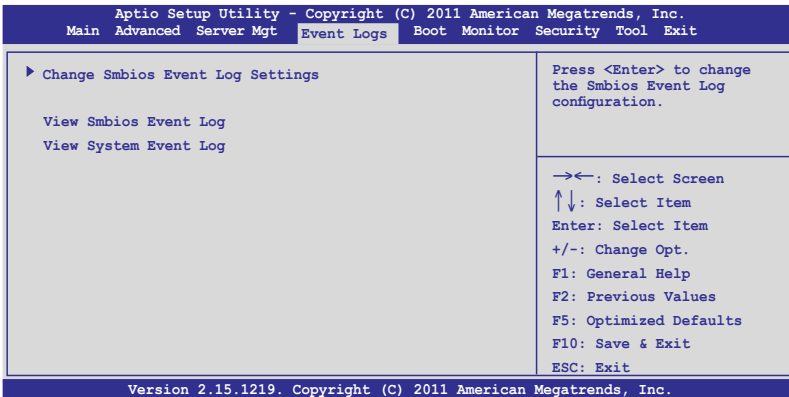 Aptio Setup Utility - Copyright (C) 2011 American Megatrends, Inc.
Main Advanced Server Mgt Event Logs Boot Monitor Security Tool Exit
Change Smbios Event Log Settings
View Smbios Event Log
View System Event Log
Press <Enter> to change
the Smbios Event Log
configuration.
→←: Select Screen
↑↓: Select Item
Enter: Select Item
+/-: Change Opt.
F1: General Help
F2: Previous Values
F5: Optimized Defaults
F10: Save & Exit
ESC: Exit
Version 2.15.1219. Copyright (C) 2011 American Megatrends, Inc.